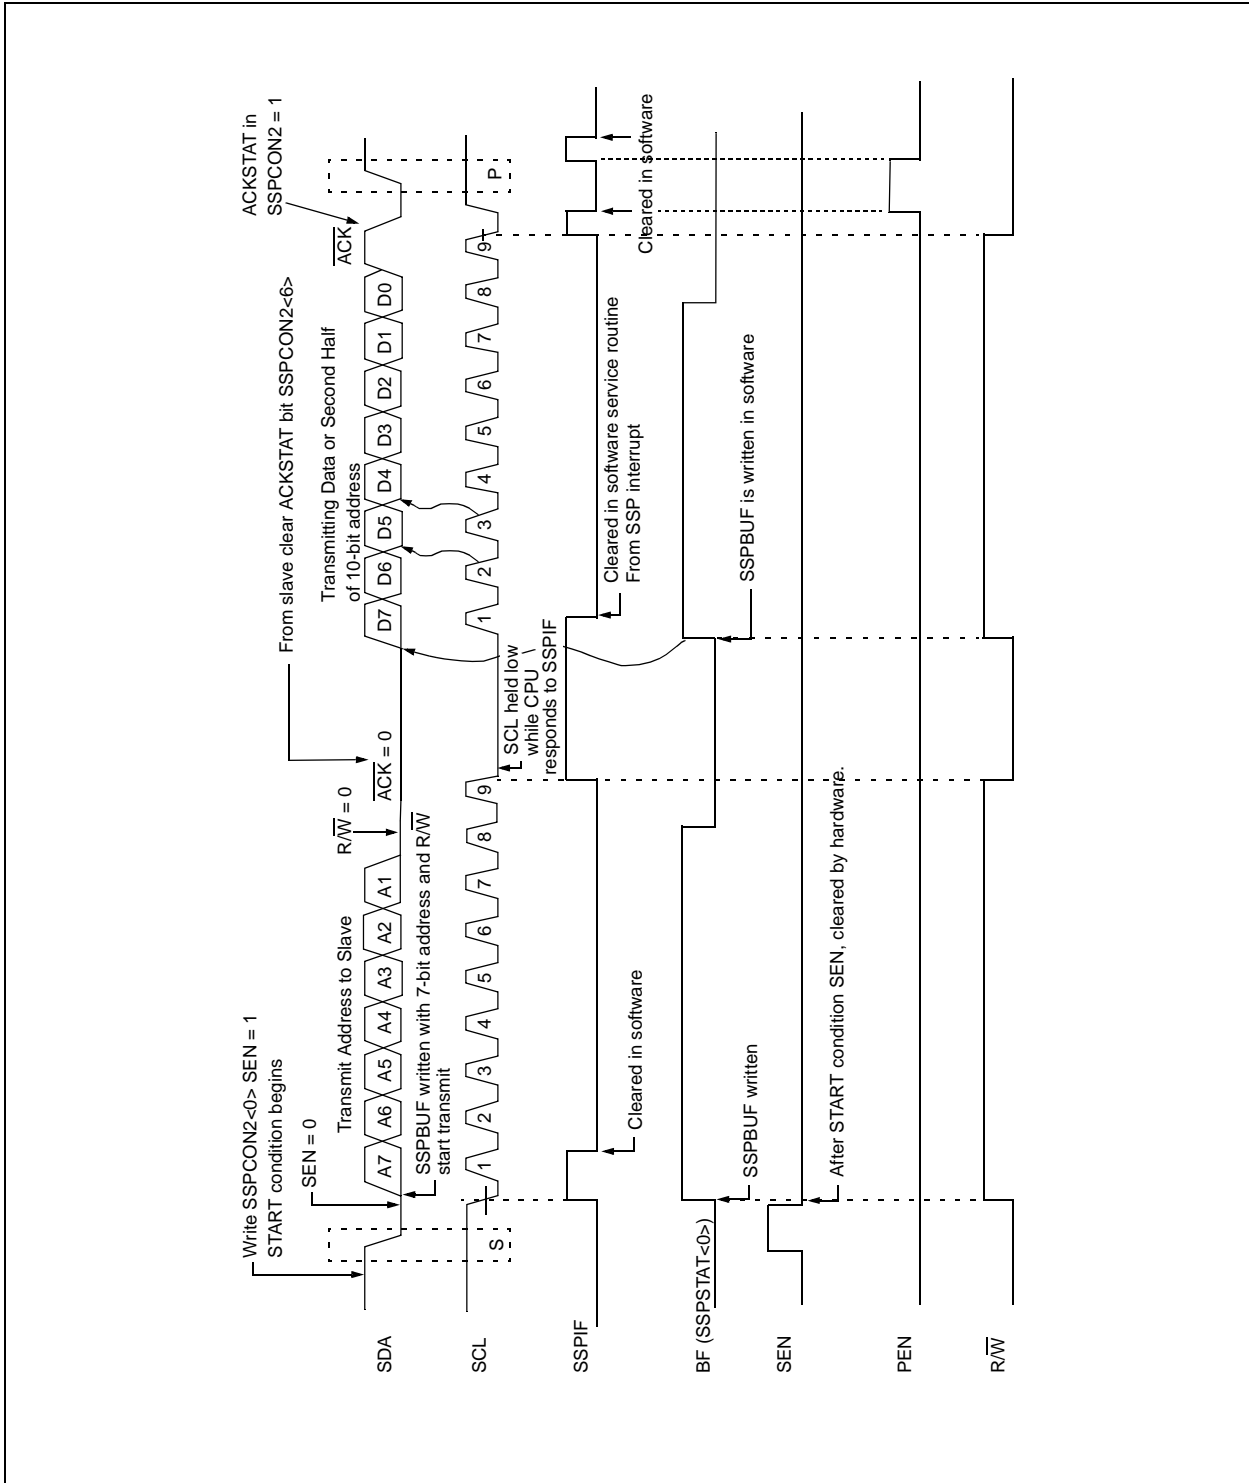 Write SSPCON2<0> SEN = 1
START condition begins
SEN = 0
From slave clear ACKSTAT bit SSPCON2<6>
ACKSTAT in
SSPCON2 = 1
Transmit Address to Slave
R/W = 0
ACK = 0
Transmitting Data or Second Half
of 10-bit address
ACK
SDA
A7 A6 A5 A4 A3 A2 A1
D7 D6 D5 D4 D3 D2 D1 D0
SSPBUF written with 7-bit address and R/W
start transmit
SCL
S
1 2 3 4 5 6 7 8 9
1 2 3 4 5 6 7 8 9
P
SCL held low
while CPU
responds to SSPIF
SSPIF
Cleared in software
Cleared in software service routine
From SSP interrupt
Cleared in software
BF (SSPSTAT<0>)
SSPBUF written
SSPBUF is written in software
SEN
After START condition SEN, cleared by hardware.
PEN
R/W